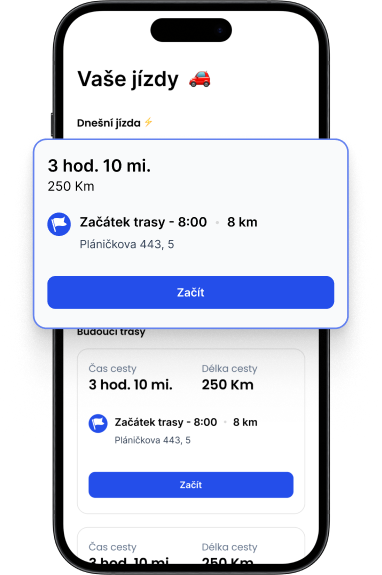 Vaše jízdy 🚗
Dnešní jízda ⚡
3 hod. 10 mi.
250 Km
Začátek trasy - 8:00 • 8 km
Pláničkova 443, 5
Začít
Budoucí trasy
Čas cesty Délka cesty
3 hod. 10 mi. 250 Km
Začátek trasy - 8:00 • 8 km
Pláničkova 443, 5
Začít
Čas cesty Délka cesty
3 hod. 10 mi. 250 Km